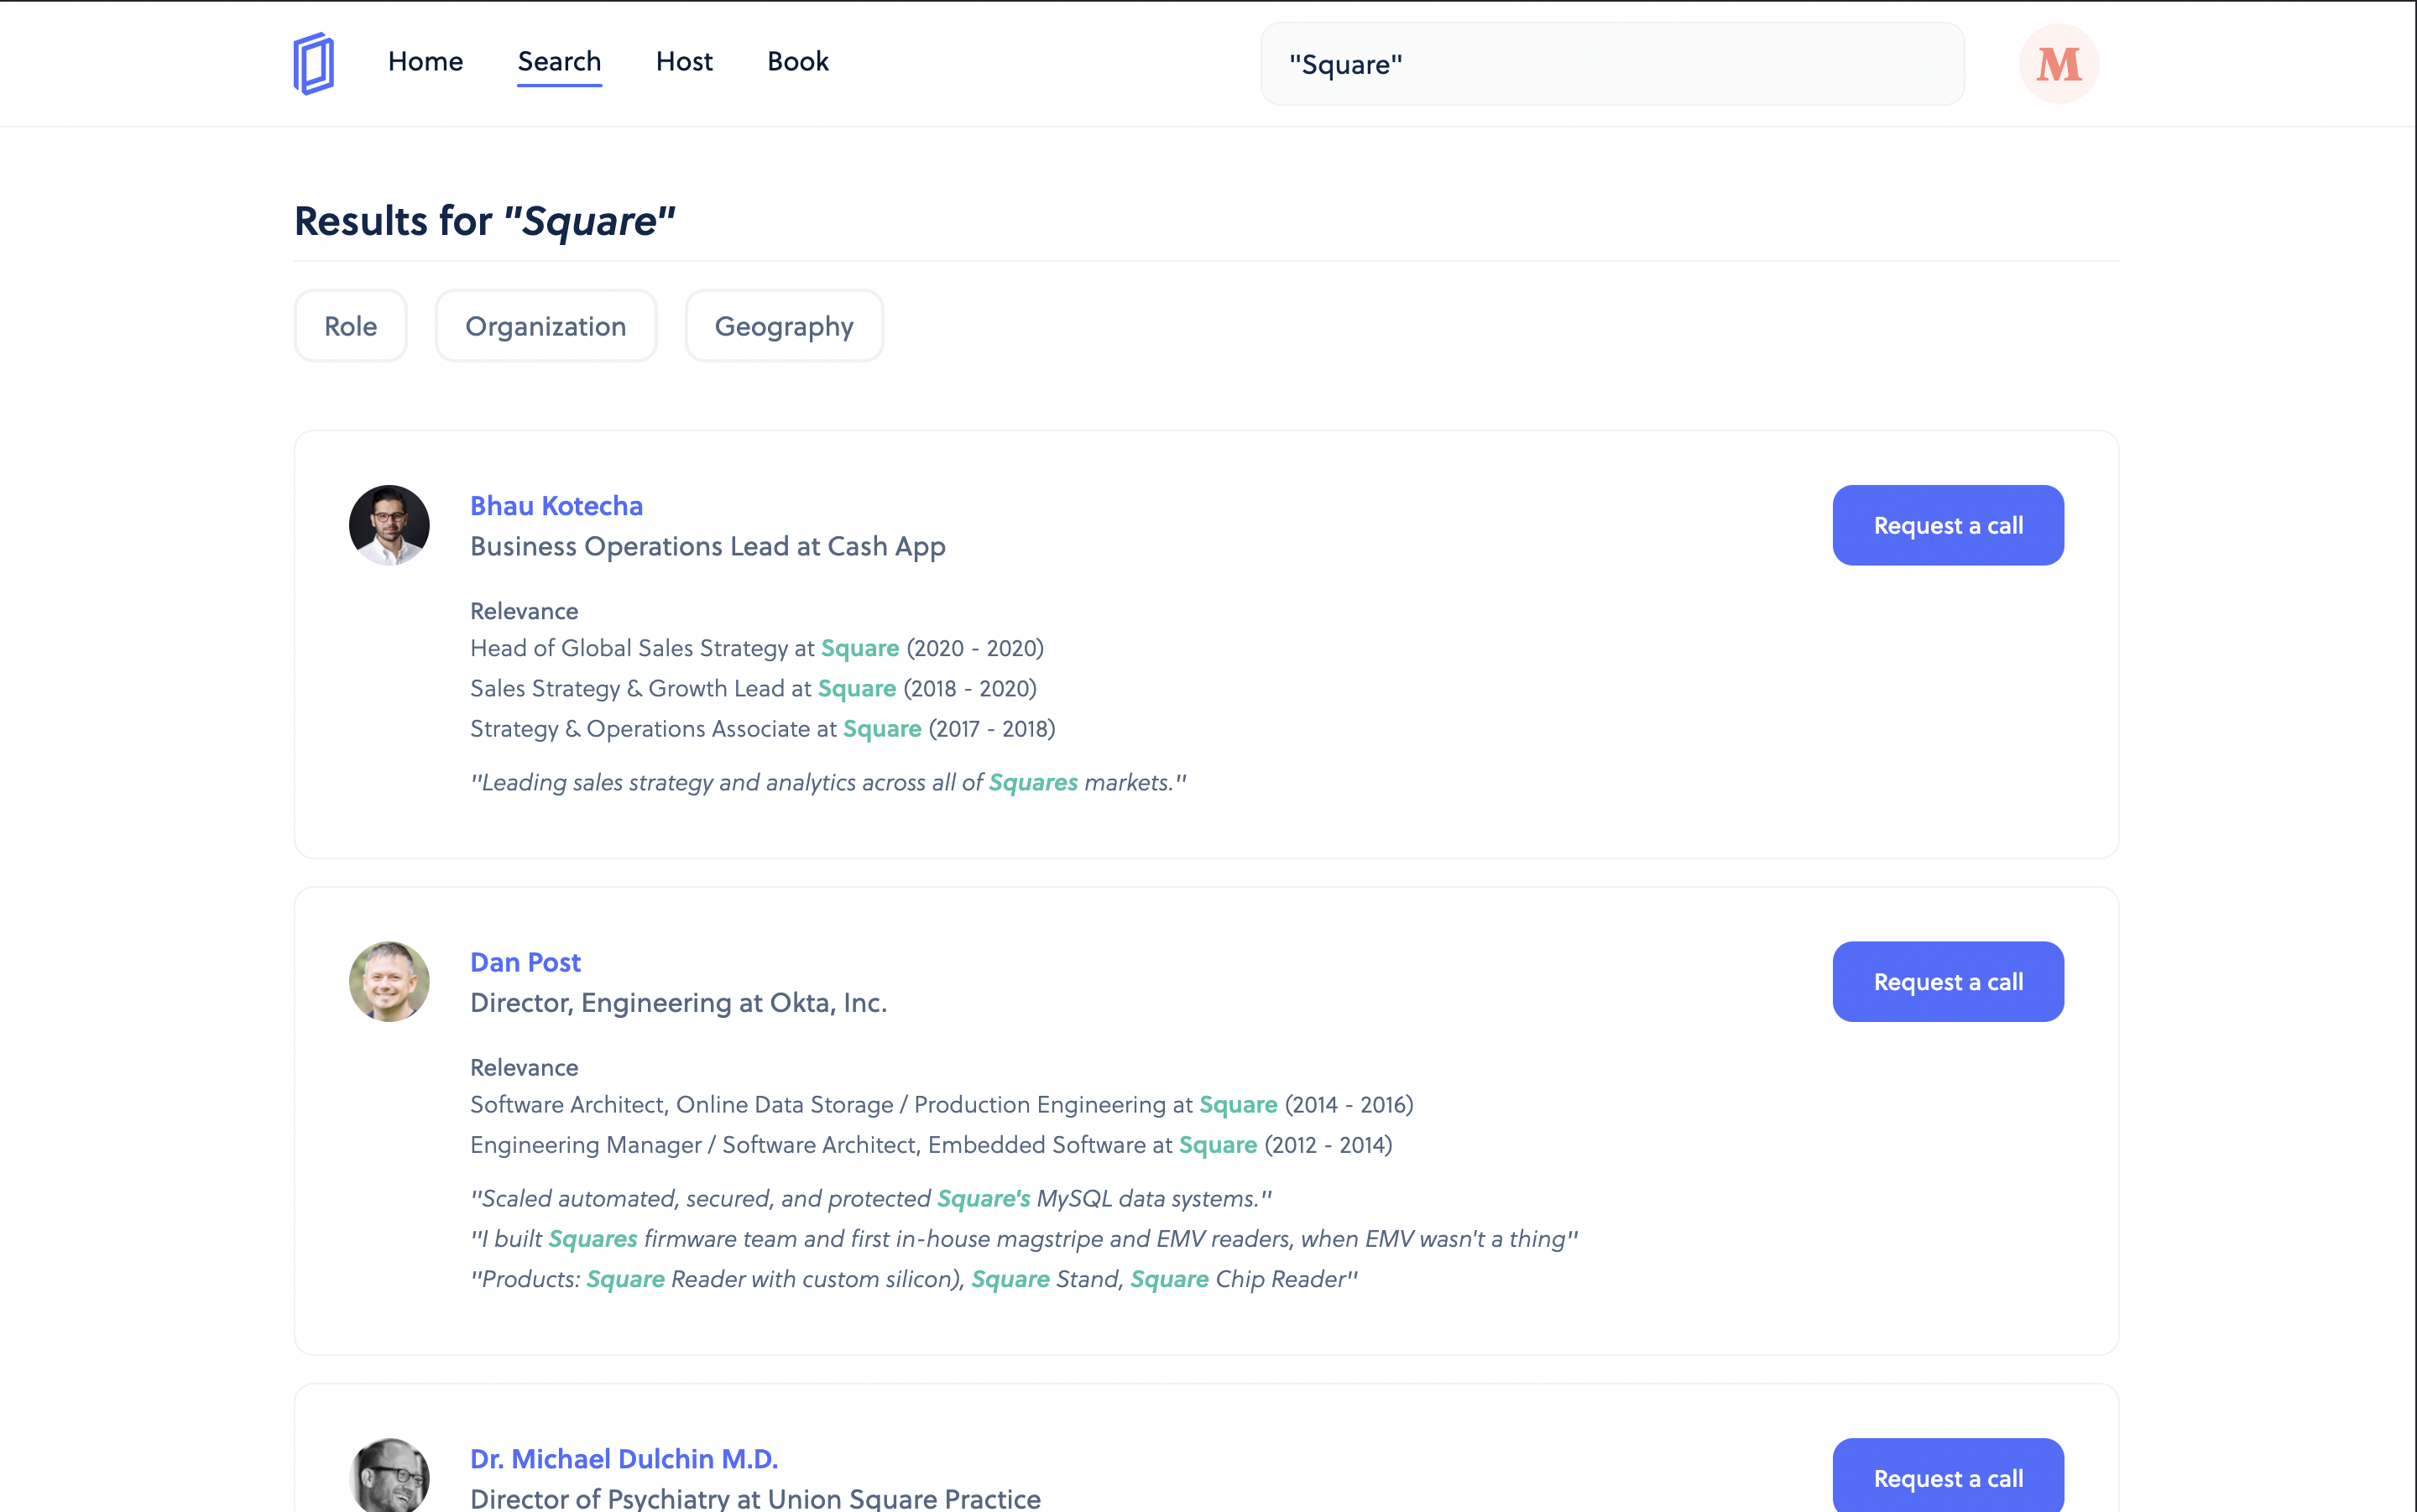 Home Search Host Book "Square" M
Results for "Square"
Role Organization Geography
Bhau Kotecha
Request a call
Business Operations Lead at Cash App
Relevance
Head of Global Sales Strategy at Square (2020 - 2020)
Sales Strategy & Growth Lead at Square (2018 - 2020)
Strategy & Operations Associate at Square (2017 - 2018)
"Leading sales strategy and analytics across all of Squares markets."
Dan Post
Request a call
Director, Engineering at Okta, Inc.
Relevance
Software Architect, Online Data Storage / Production Engineering at Square (2014 - 2016)
Engineering Manager / Software Architect, Embedded Software at Square (2012 - 2014)
"Scaled automated, secured, and protected Square's MySQL data systems."
"I built Squares firmware team and first in-house magstripe and EMV readers, when EMV wasn't a thing"
"Products: Square Reader with custom silicon), Square Stand, Square Chip Reader"
Dr. Michael Dulchin M.D.
Request a call
Director of Psychiatry at Union Square Practice